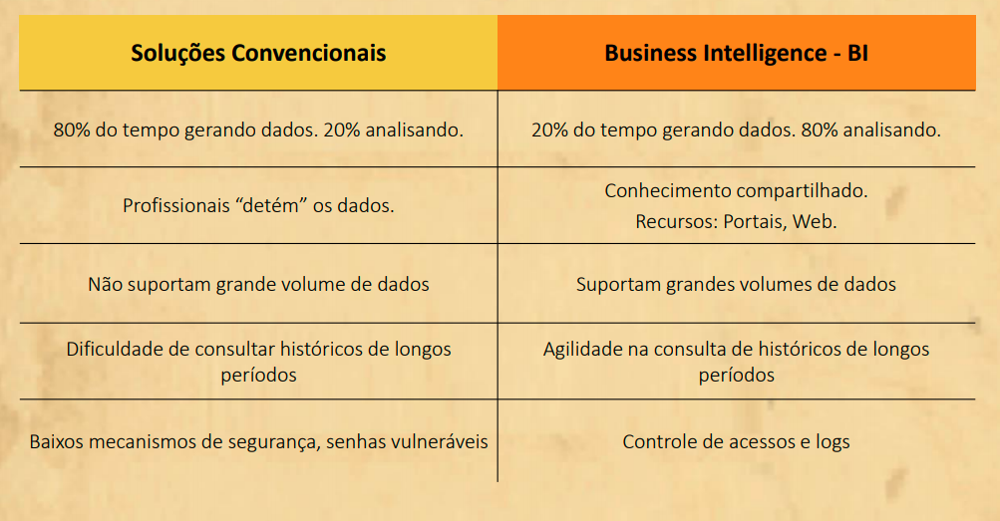 Soluções Convencionais
Business Intelligence - BI
80% do tempo gerando dados. 20% analisando.
20% do tempo gerando dados. 80% analisando.
Profissionais “detém” os dados.
Conhecimento compartilhado.
Recursos: Portais, Web.
Não suportam grande volume de dados
Suportam grandes volumes de dados
Dificuldade de consultar históricos de longos
períodos
Agilidade na consulta de históricos de longos
períodos
Baixos mecanismos de segurança, senhas vulneráveis
Controle de acessos e logs